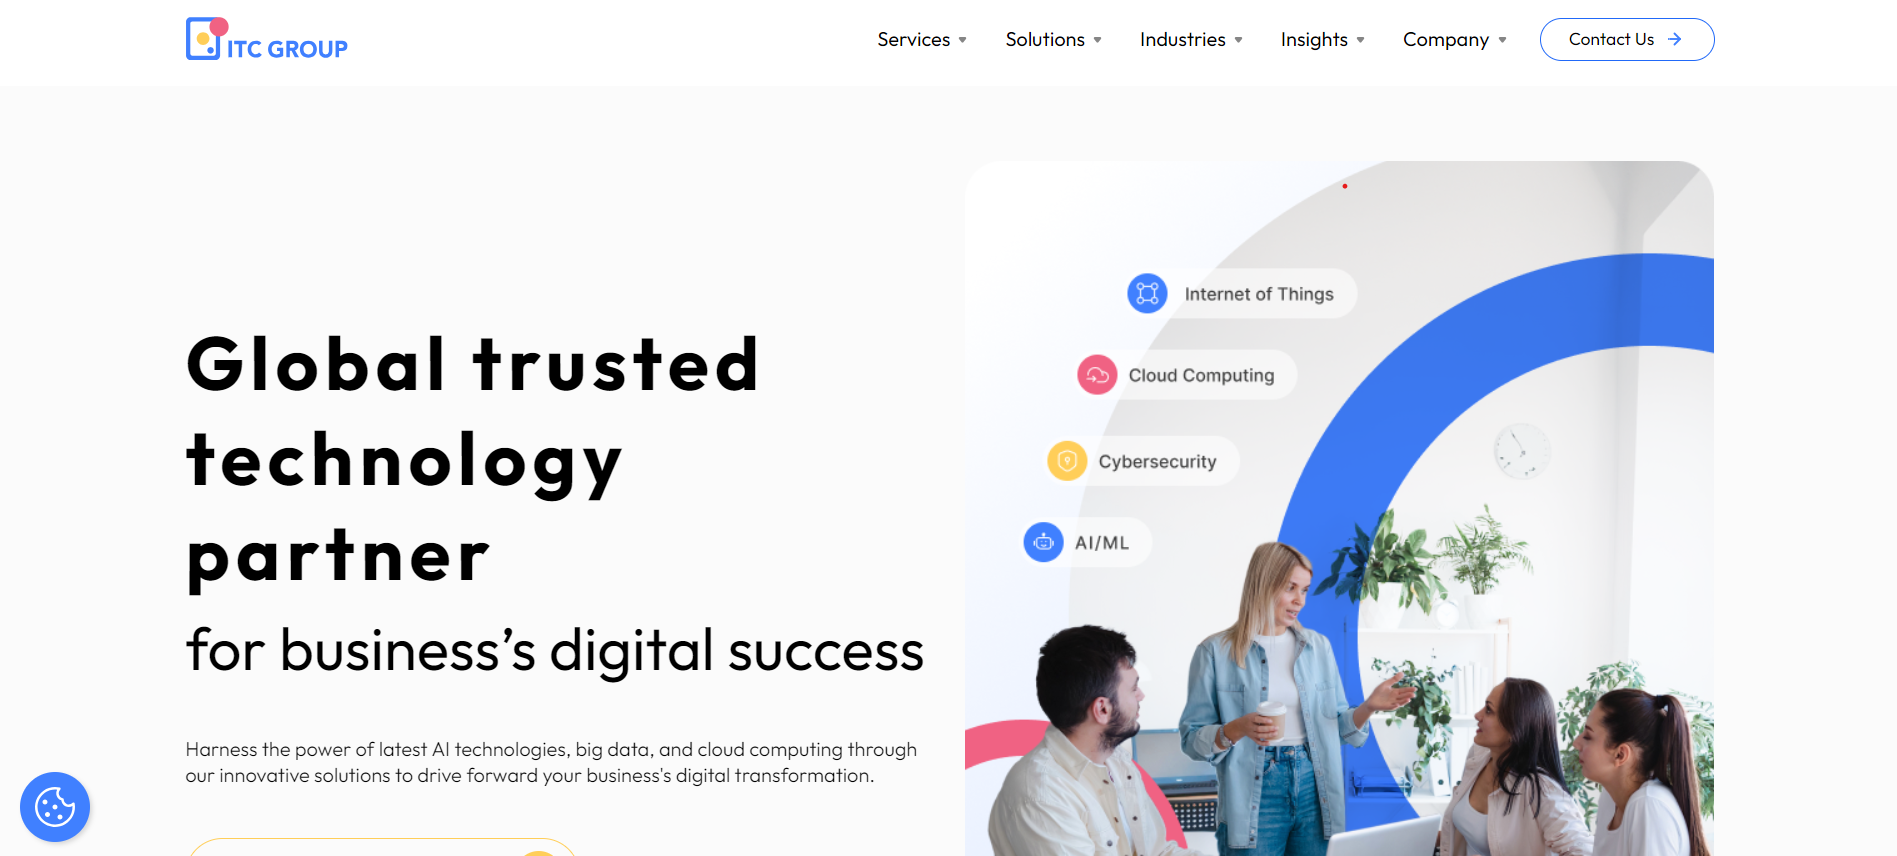 ITC GROUP
Services
Solutions
Industries
Insights
Company
Contact Us
Global trusted
technology
partner
for business’s digital success
Harness the power of latest AI technologies, big data, and cloud computing through
our innovative solutions to drive forward your business's digital transformation.
Internet of Things
Cloud Computing
Cybersecurity
AI/ML